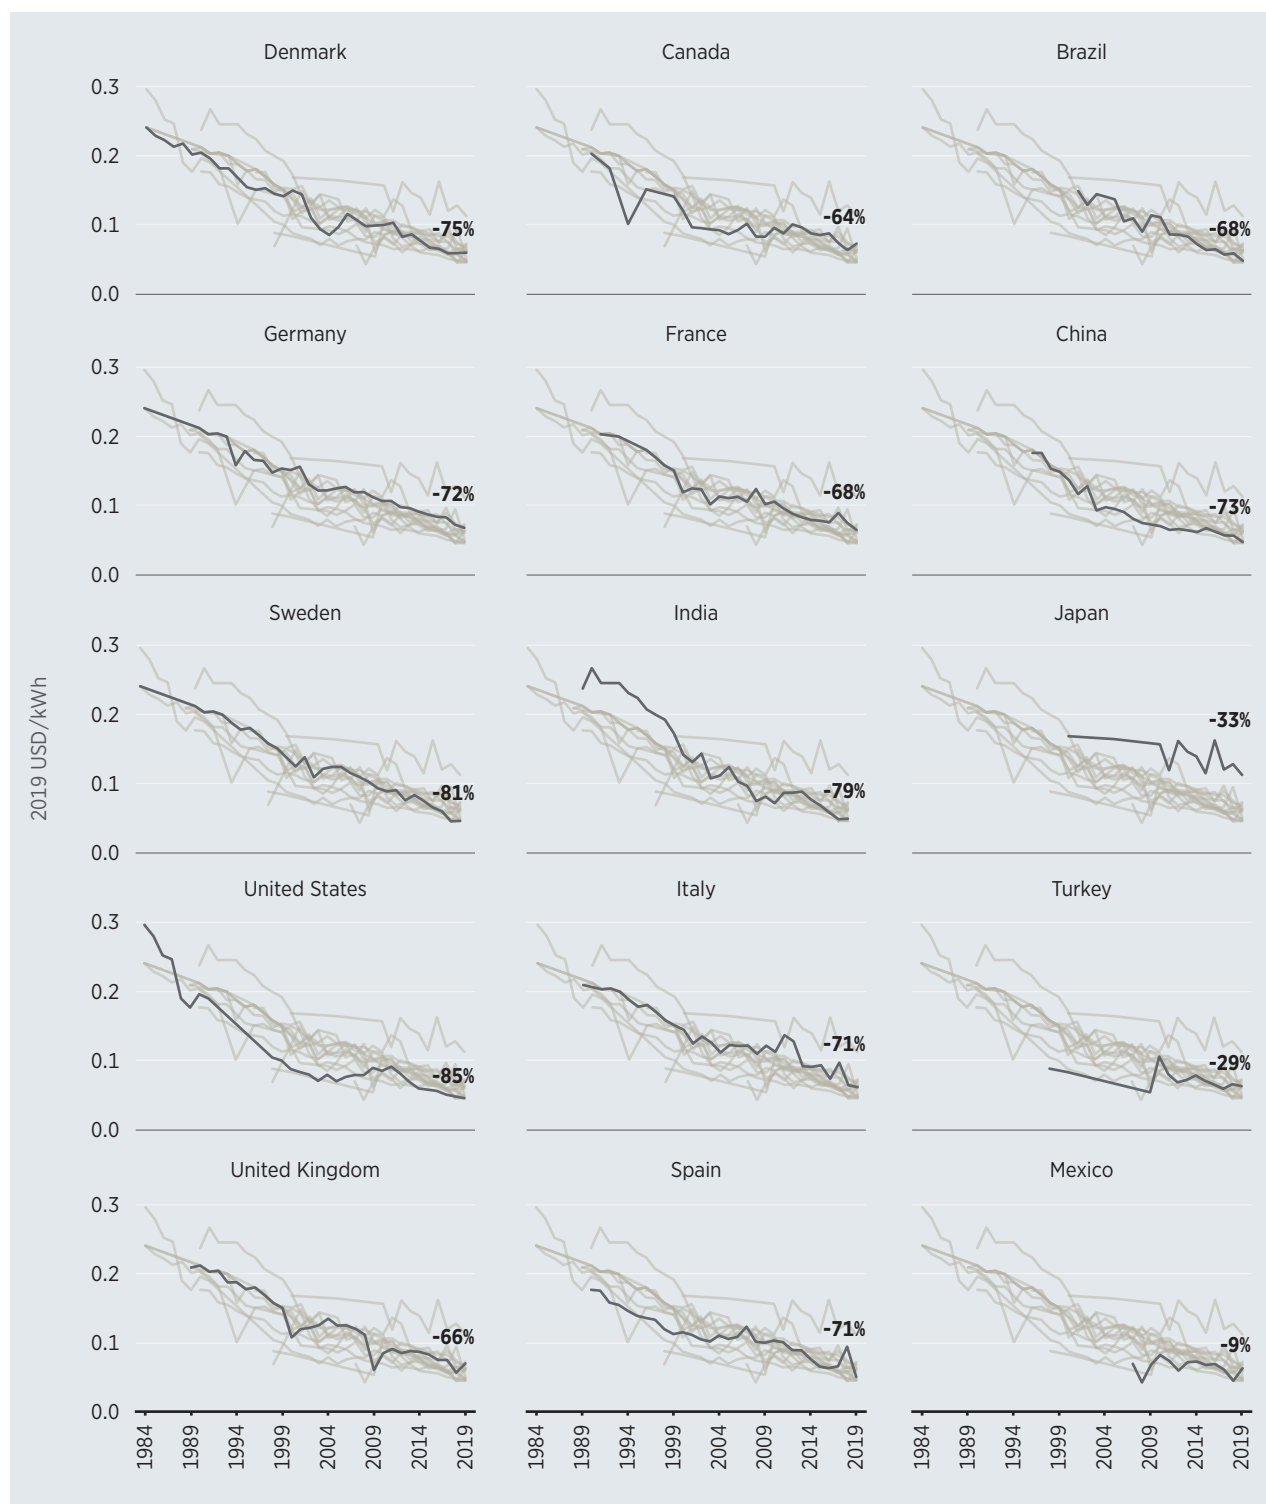 Denmark
Canada
Brazil
0.3
0.2
0.1
0.0
-75%
-64%
-68%
Germany
France
China
0.3
0.2
0.1
0.0
-72%
-68%
-73%
Sweden
India
Japan
0.3
0.2
0.1
0.0
-81%
-79%
-33%
2019 USD/kWh
United States
Italy
Turkey
0.3
0.2
0.1
0.0
-85%
-71%
-29%
United Kingdom
Spain
Mexico
0.3
0.2
0.1
0.0
-66%
-71%
-9%
1984 1989 1994 1999 2004 2009 2014 2019
1984 1989 1994 1999 2004 2009 2014 2019
1984 1989 1994 1999 2004 2009 2014 2019